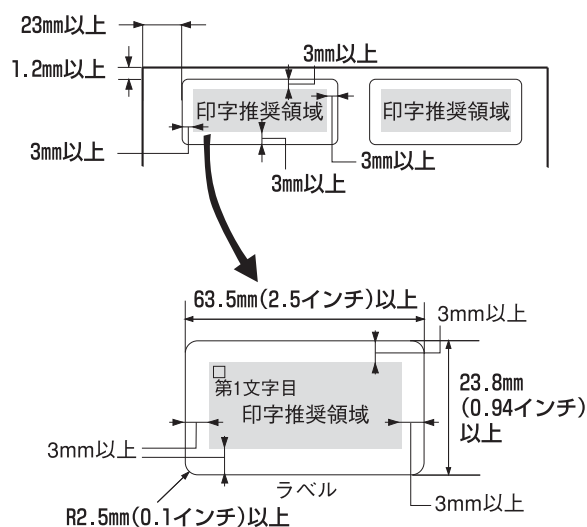 23mm以上
3mm以上
1.2mm以上
印字推奨領域
印字推奨領域
3mm以上
3mm以上
3mm以上
63.5mm(2.5インチ)以上
3mm以上
第1文字目
印字推奨領域
23.8mm
(0.94インチ)
以上
3mm以上
ラベル
3mm以上
R2.5mm(0.1インチ)以上